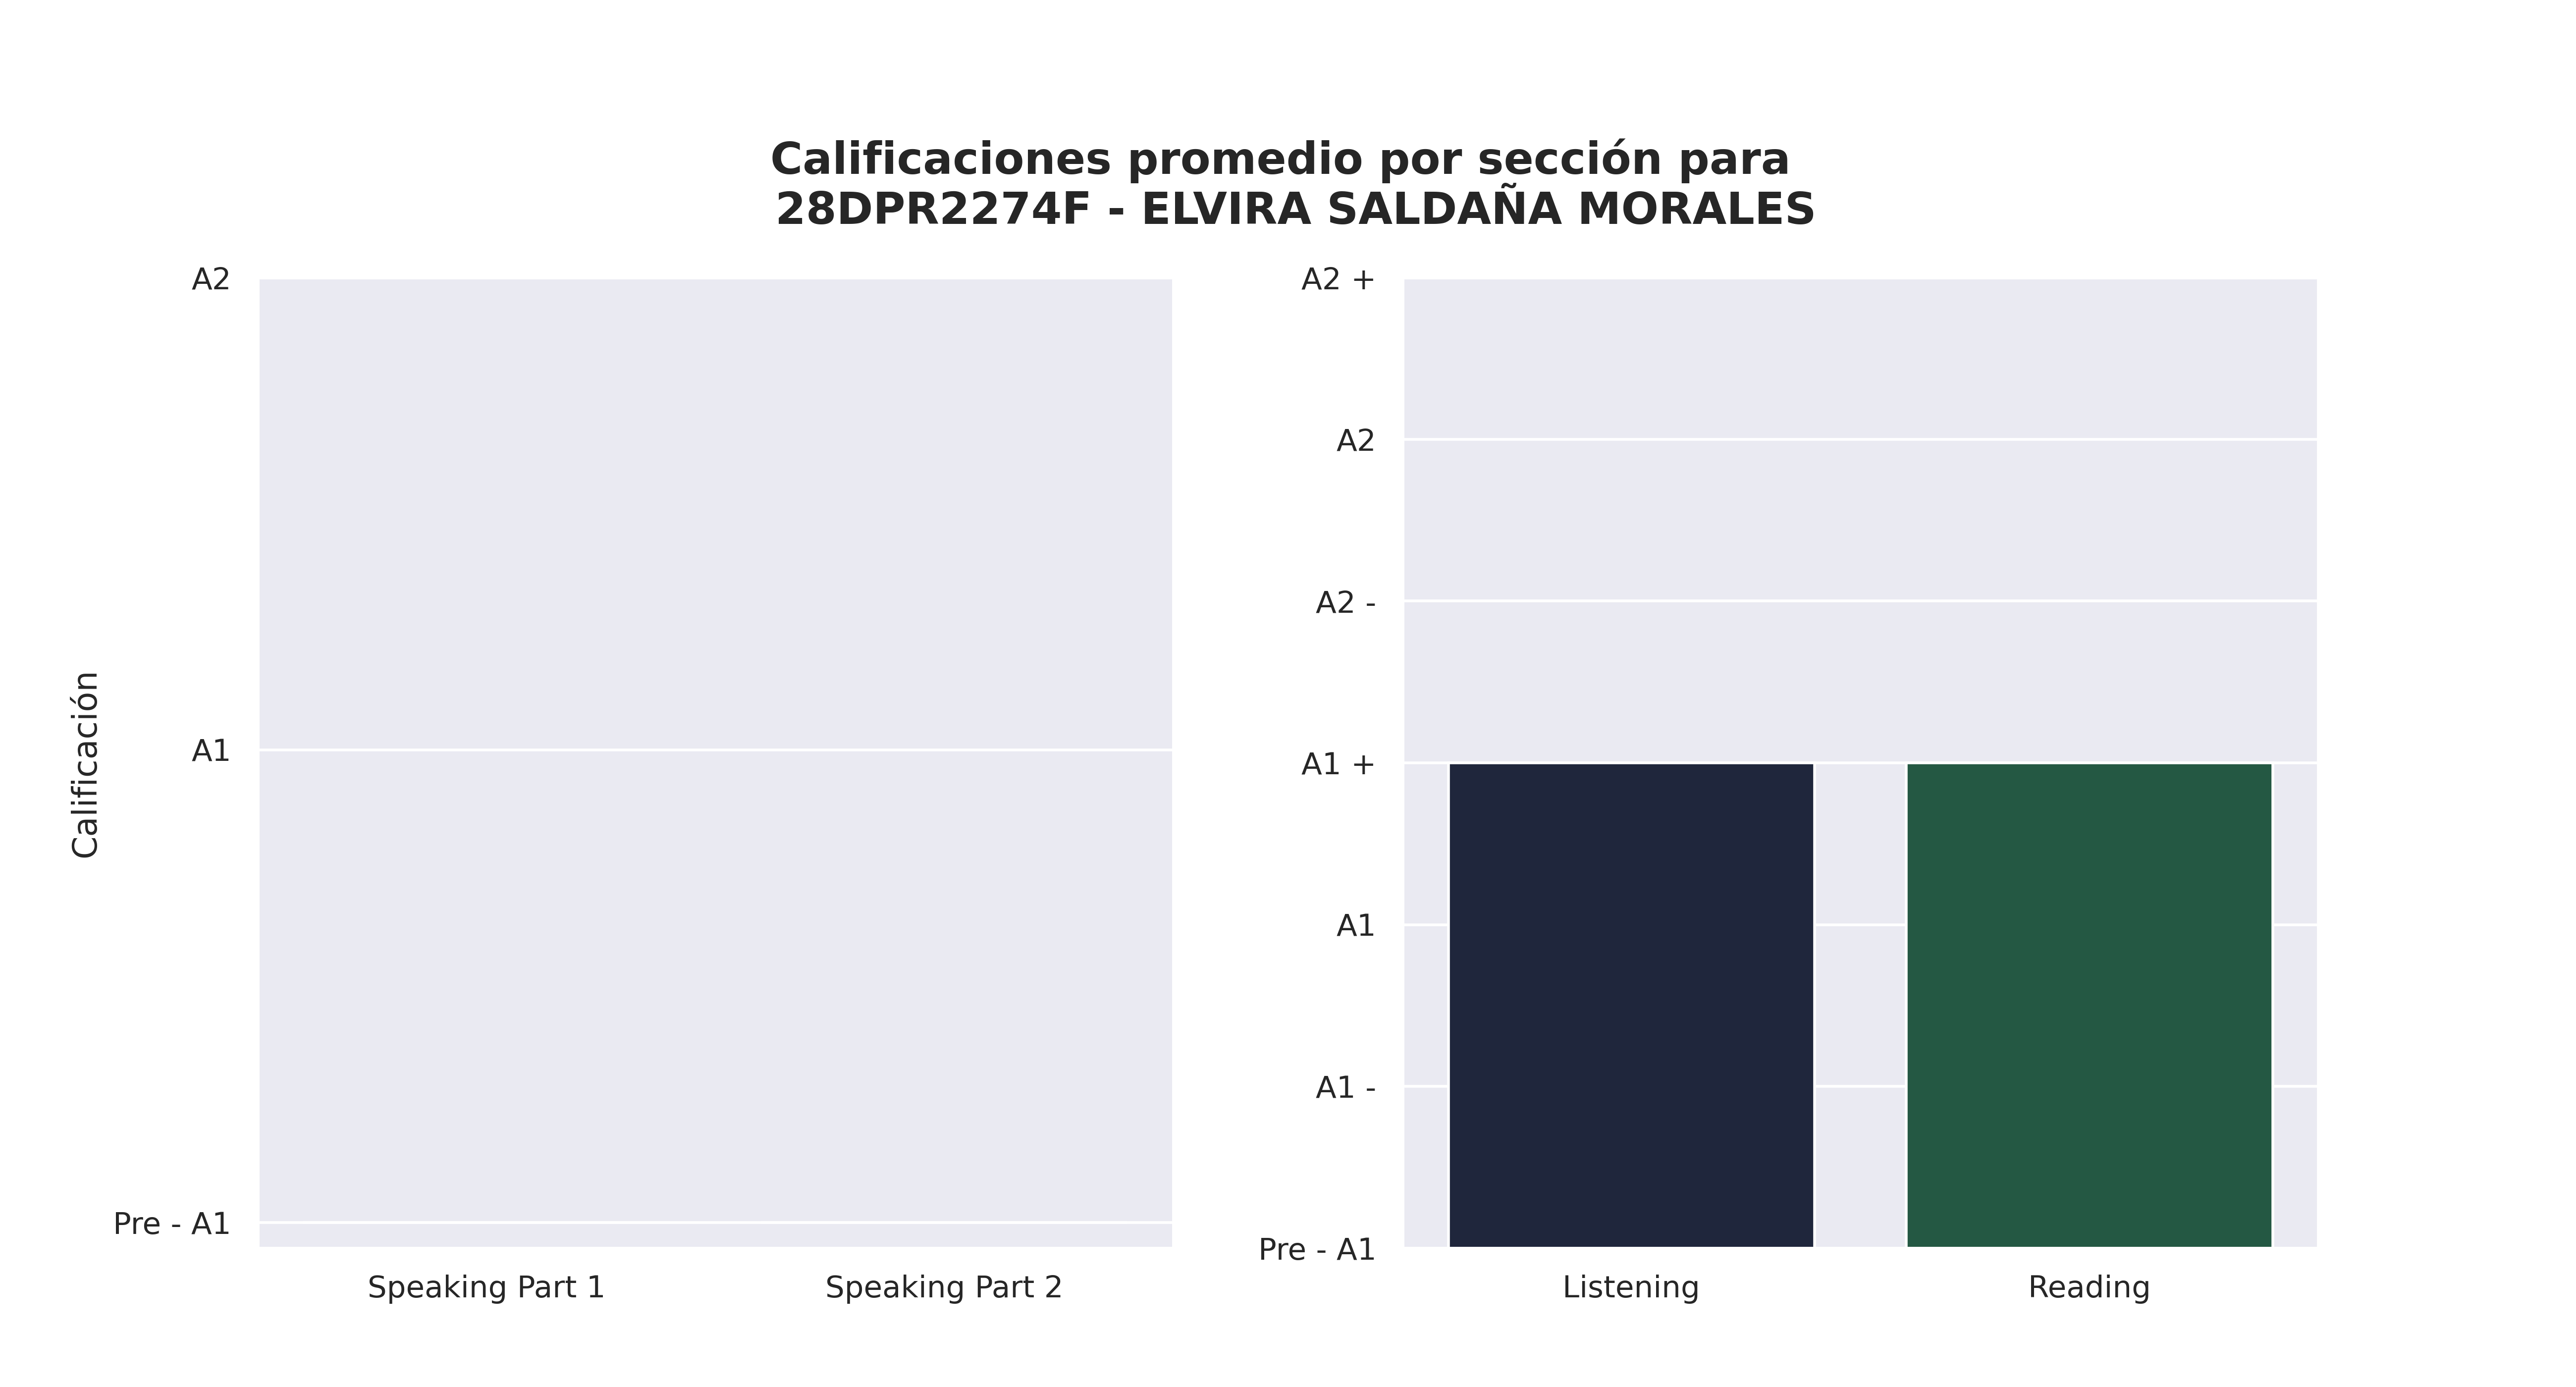 Calificaciones promedio por sección para
28DPR2274F - ELVIRA SALDAÑA MORALES
Calificación
A2
A1
Pre - A1
Speaking Part 1
Speaking Part 2
A2 +
A2
A2 -
A1 +
A1
A1 -
Pre - A1
Listening
Reading